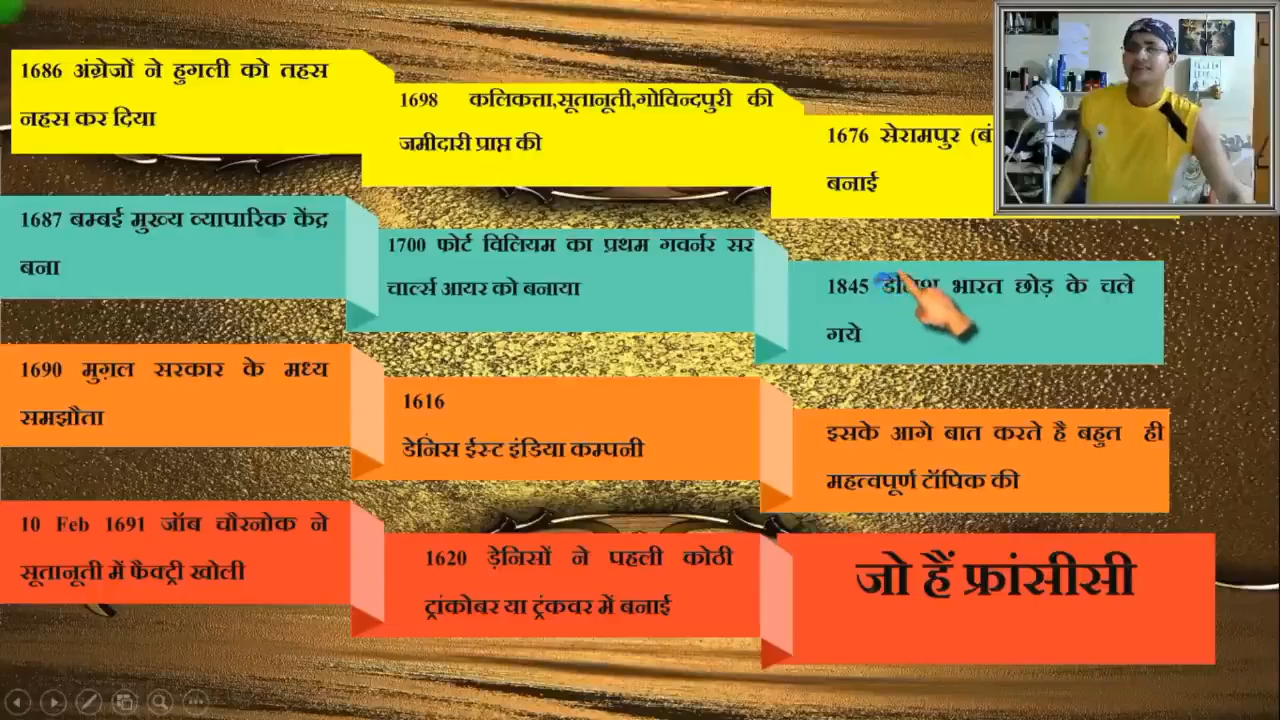 1686 अंग्रेजों ने हुगली को तहस
नहस कर दिया
1687 बम्बई मुख्य व्यापारिक केंद्र
बना
1690 मुग़ल सरकार के मध्य
समझौता
10 Feb 1691 जॉब चौरनोक ने
सूतानूती में फैक्ट्री खोली
1698 कलिकत्ता,सूतानूती,गोविन्दपुरी की
जमीदारी प्राप्त की
1700 फोर्ट विलियम का प्रथम गवर्नर सर
चार्ल्स आयर को बनाया
1616
डेनिंस ईस्ट इंडिया कम्पनी
1620 ड़ेनिसों ने पहली कोठी
ट्रांकोबर या ट्रंकवर में बनाई
1676 सेरामपुर
बनाई
1845 भारत छोड़ के चले
गये
इसके आगे बात करते है बहुत ही
महत्वपूर्ण टॉपिक की
जो हैं फ्रांसीसी